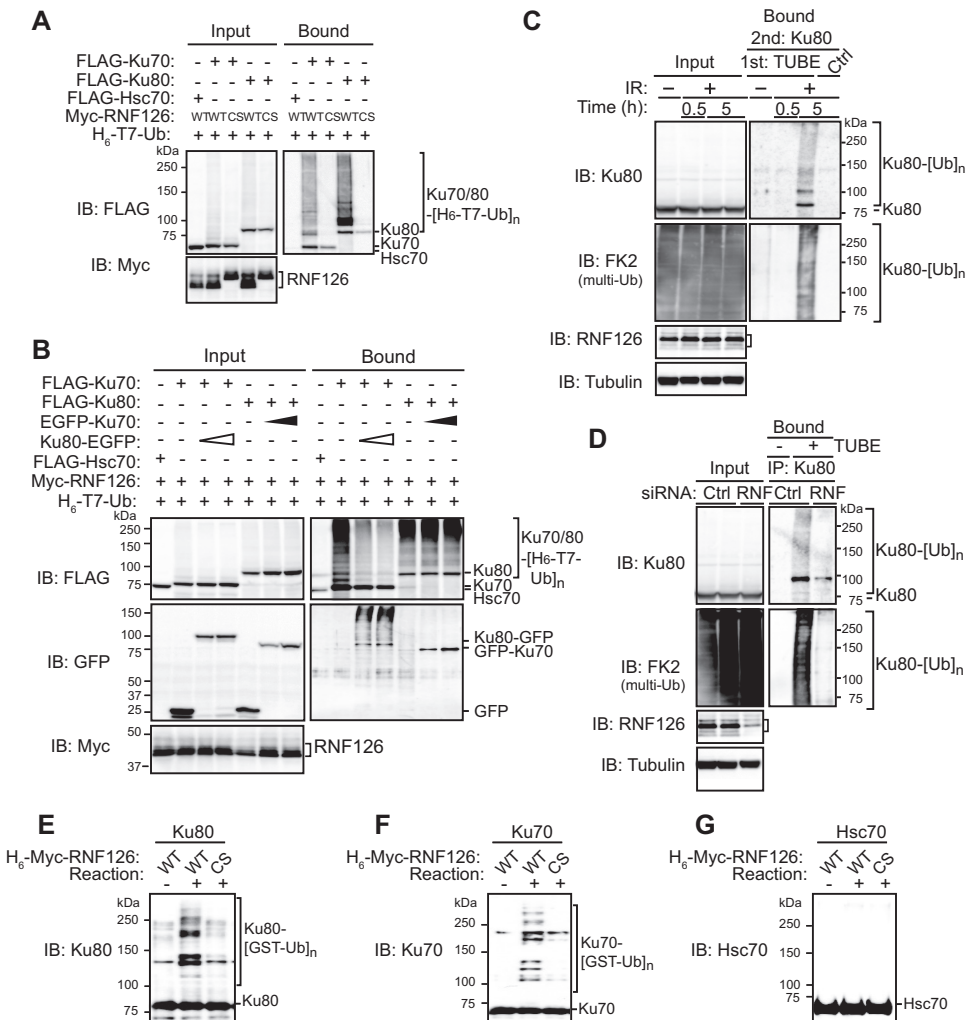 A
Input Bound
FLAG-Ku70: - + + - - - + + - -
FLAG-Ku80: - - - + + - - - + +
FLAG-Hsc70: + - - - - + - - - -
Myc-RNF126: WT WT CS WT CS WT WT CS WT CS
H6-T7-Ub: + + + + + + + + + +
kDa
250
150
100
75
IB: FLAG
Ku70/80
-[H6-T7-Ub]n
Ku80
Ku70
Hsc70
IB: Myc
RNF126
B
Input Bound
FLAG-Ku70: - + + + - - - - + + + - - -
FLAG-Ku80: - - - - + + + - - - - + + +
EGFP-Ku70: - - - - - - - - - -
Ku80-EGFP: - - - - - - - - - -
FLAG-Hsc70: + - - - - - - + - - - - - -
Myc-RNF126: + + + + + + + + + + + + + +
H6-T7-Ub: + + + + + + + + + + + + + +
kDa
250
150
100
75
IB: FLAG
Ku70/80
-[H6-T7-
Ub]n
Ku80
Ku70
Hsc70
150
100
75
50
37
25
IB: GFP
Ku80-GFP
GFP-Ku70
GFP
50
37
IB: Myc
RNF126
C
Bound
2nd: Ku80
Input 1st: TUBE Ctrl
IR: - + - +
Time (h): 0.5 5 0.5 5
kDa
250
150
100
75
IB: Ku80
Ku80-[Ub]n
Ku80
IB: FK2
(multi-Ub)
250
150
100
75
Ku80-[Ub]n
IB: RNF126
IB: Tubulin
D
Bound
- + TUBE
Input IP: Ku80
siRNA: Ctrl RNF Ctrl RNF
kDa
250
150
100
75
IB: Ku80
Ku80-[Ub]n
Ku80
IB: FK2
(multi-Ub)
250
150
100
75
Ku80-[Ub]n
IB: RNF126
IB: Tubulin
E
Ku80
H6-Myc-RNF126: WT WT CS
Reaction: - + +
kDa
250
150
100
75
IB: Ku80
Ku80-
[GST-Ub]n
Ku80
F
Ku70
H6-Myc-RNF126: WT WT CS
Reaction: - + +
kDa
250
150
100
75
IB: Ku70
Ku70-
[GST-Ub]n
Ku70
G
Hsc70
H6-Myc-RNF126: WT WT CS
Reaction: - + +
kDa
250
150
100
75
IB: Hsc70
Hsc70